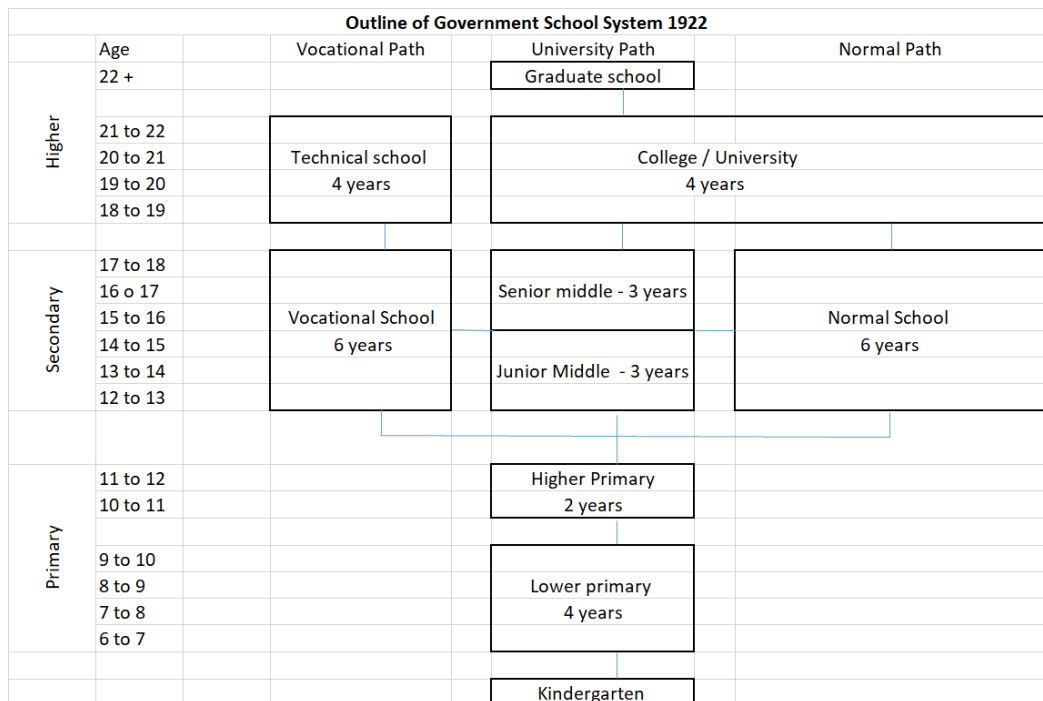 Outline of Government School System 1922
Age Vocational Path University Path Normal Path
22 + Graduate school
Higher
21 to 22
20 to 21 Technical school College / University
19 to 20 4 years 4 years
18 to 19
Secondary
17 to 18
16 o 17 Senior middle - 3 years
15 to 16 Vocational School Normal School
14 to 15 6 years 6 years
13 to 14 Junior Middle - 3 years
12 to 13
Primary
11 to 12 Higher Primary
10 to 11 2 years
9 to 10
8 to 9 Lower primary
7 to 8 4 years
6 to 7
Kindergarten